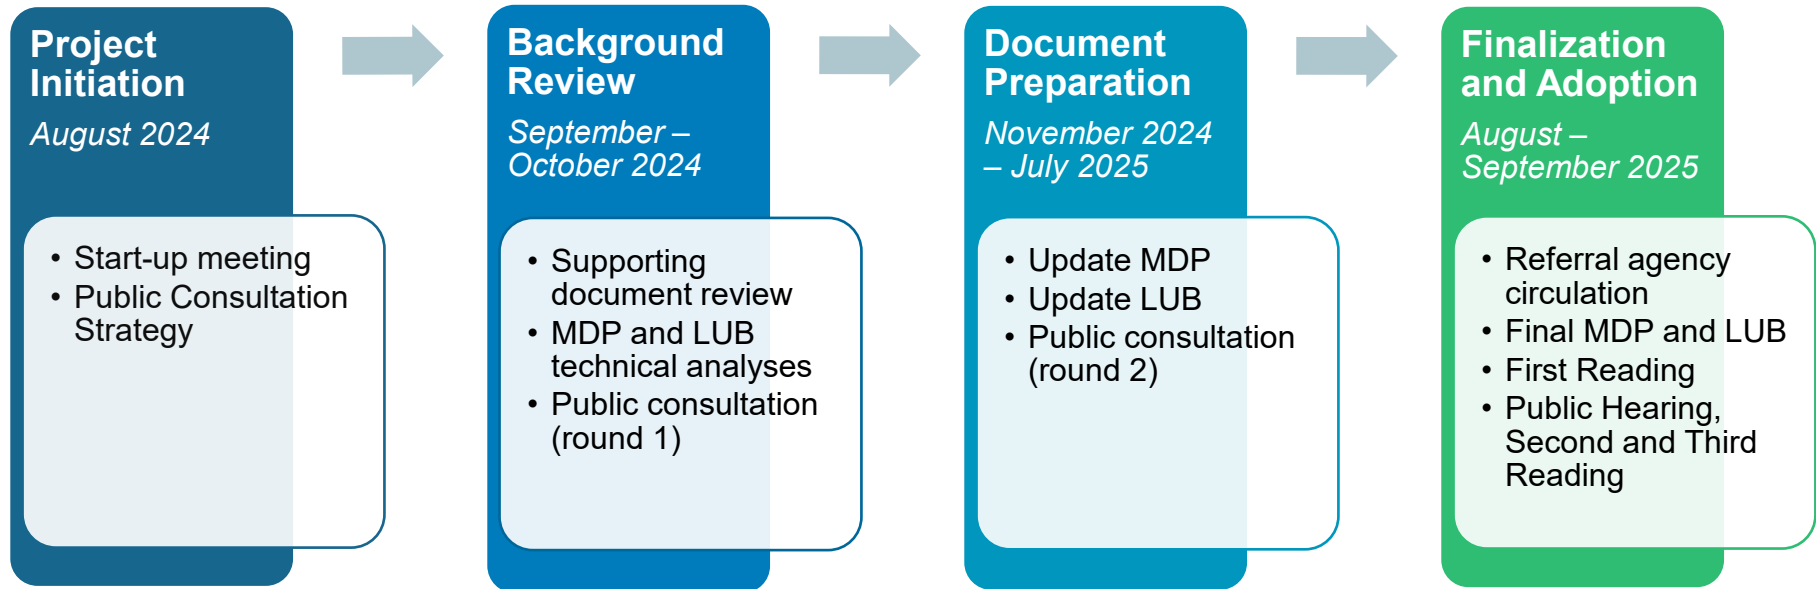 Project
Initiation
August 2024
• Start-up meeting
• Public Consultation
Strategy
Background
Review
September –
October 2024
• Supporting
document review
• MDP and LUB
technical analyses
• Public consultation
(round 1)
Document
Preparation
November 2024
– July 2025
• Update MDP
• Update LUB
• Public consultation
(round 2)
Finalization
and Adoption
August –
September 2025
• Referral agency
circulation
• Final MDP and LUB
• First Reading
• Public Hearing,
Second and Third
Reading